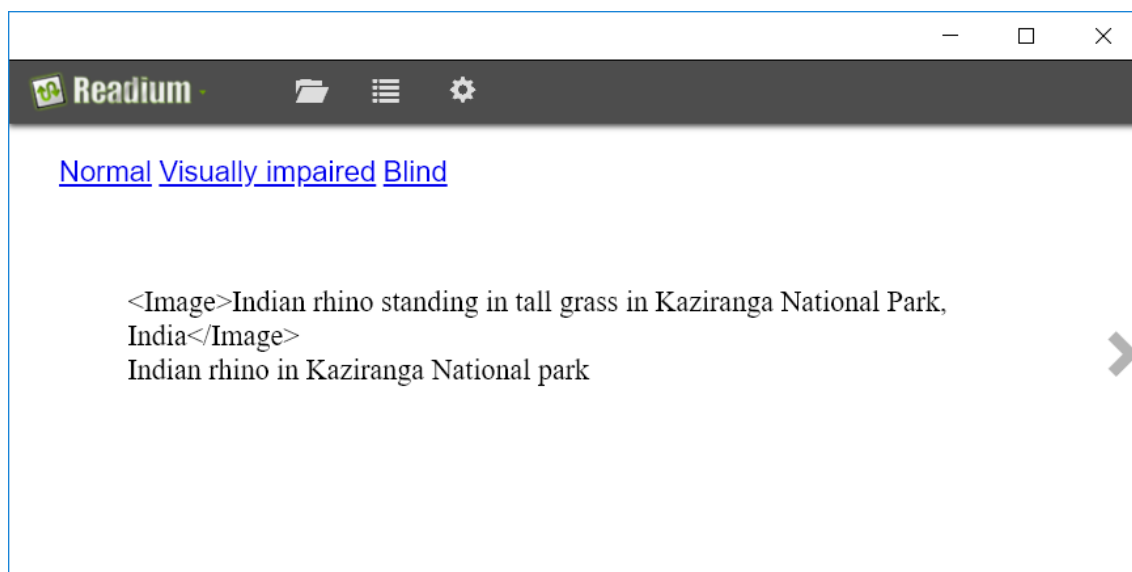 Readium
Normal Visually impaired Blind
<Image>Indian rhino standing in tall grass in Kaziranga National Park,
India</Image>
Indian rhino in Kaziranga National park